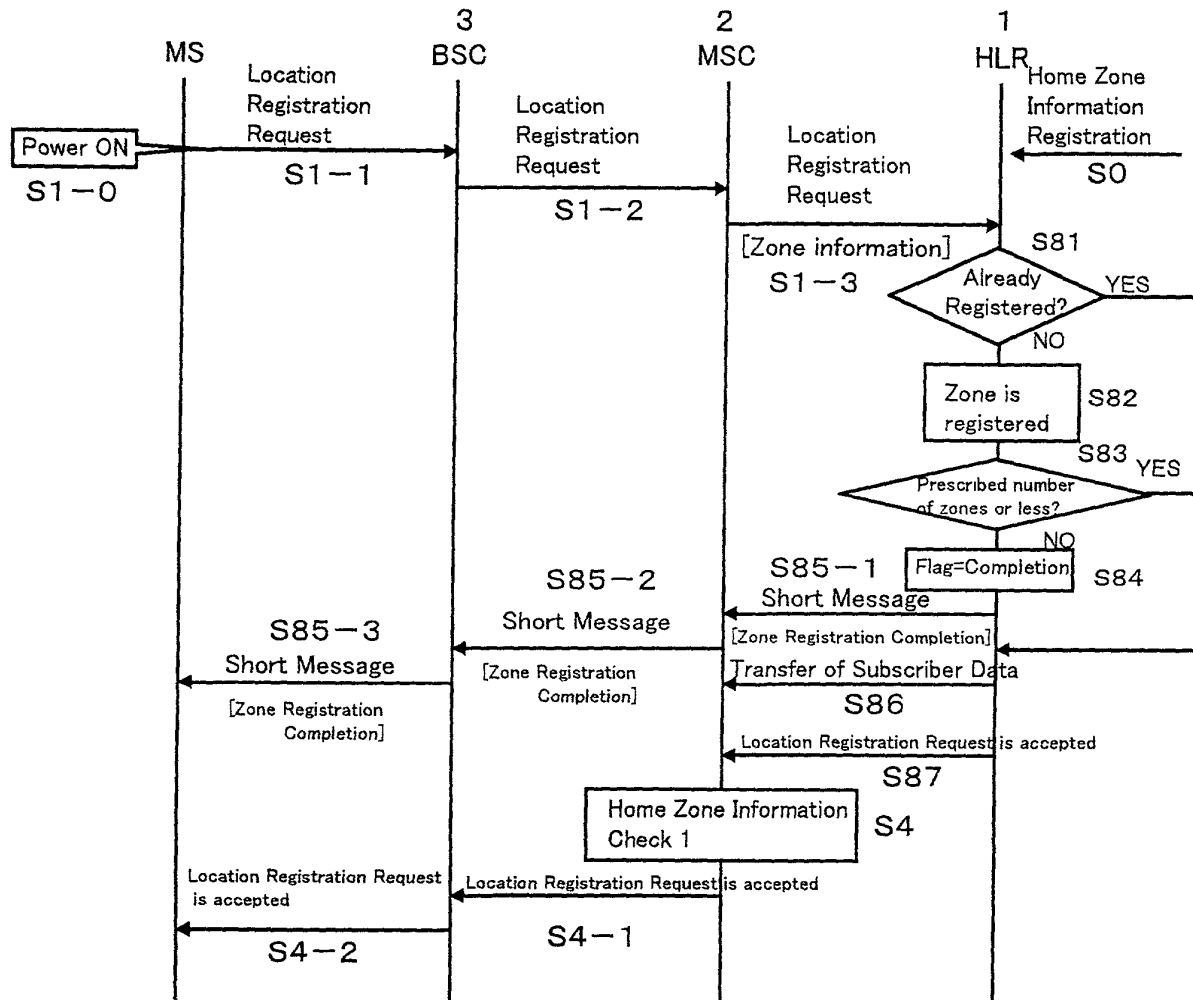 3
2
1
MS
BSC
MSC
HLR
Location
Registration
Request
Location
Registration
Request
Location
Registration
Request
Home Zone
Information
Registration
Power ON
S1-0
S1-1
S1-2
S0
[Zone information]
S1-3
S81
Already
Registered?
YES
NO
Zone is
registered
S82
S83
YES
Prescribed number
of zones or less?
NO
Flag=Completion
S84
S85-1
Short Message
[Zone Registration Completion]
S85-2
Short Message
[Zone Registration
Completion]
S85-3
Short Message
[Zone Registration
Completion]
Transfer of Subscriber Data
S86
Location Registration Request is accepted
S87
Home Zone Information
Check 1
S4
Location Registration Request is accepted
S4-1
Location Registration Request
is accepted
S4-2